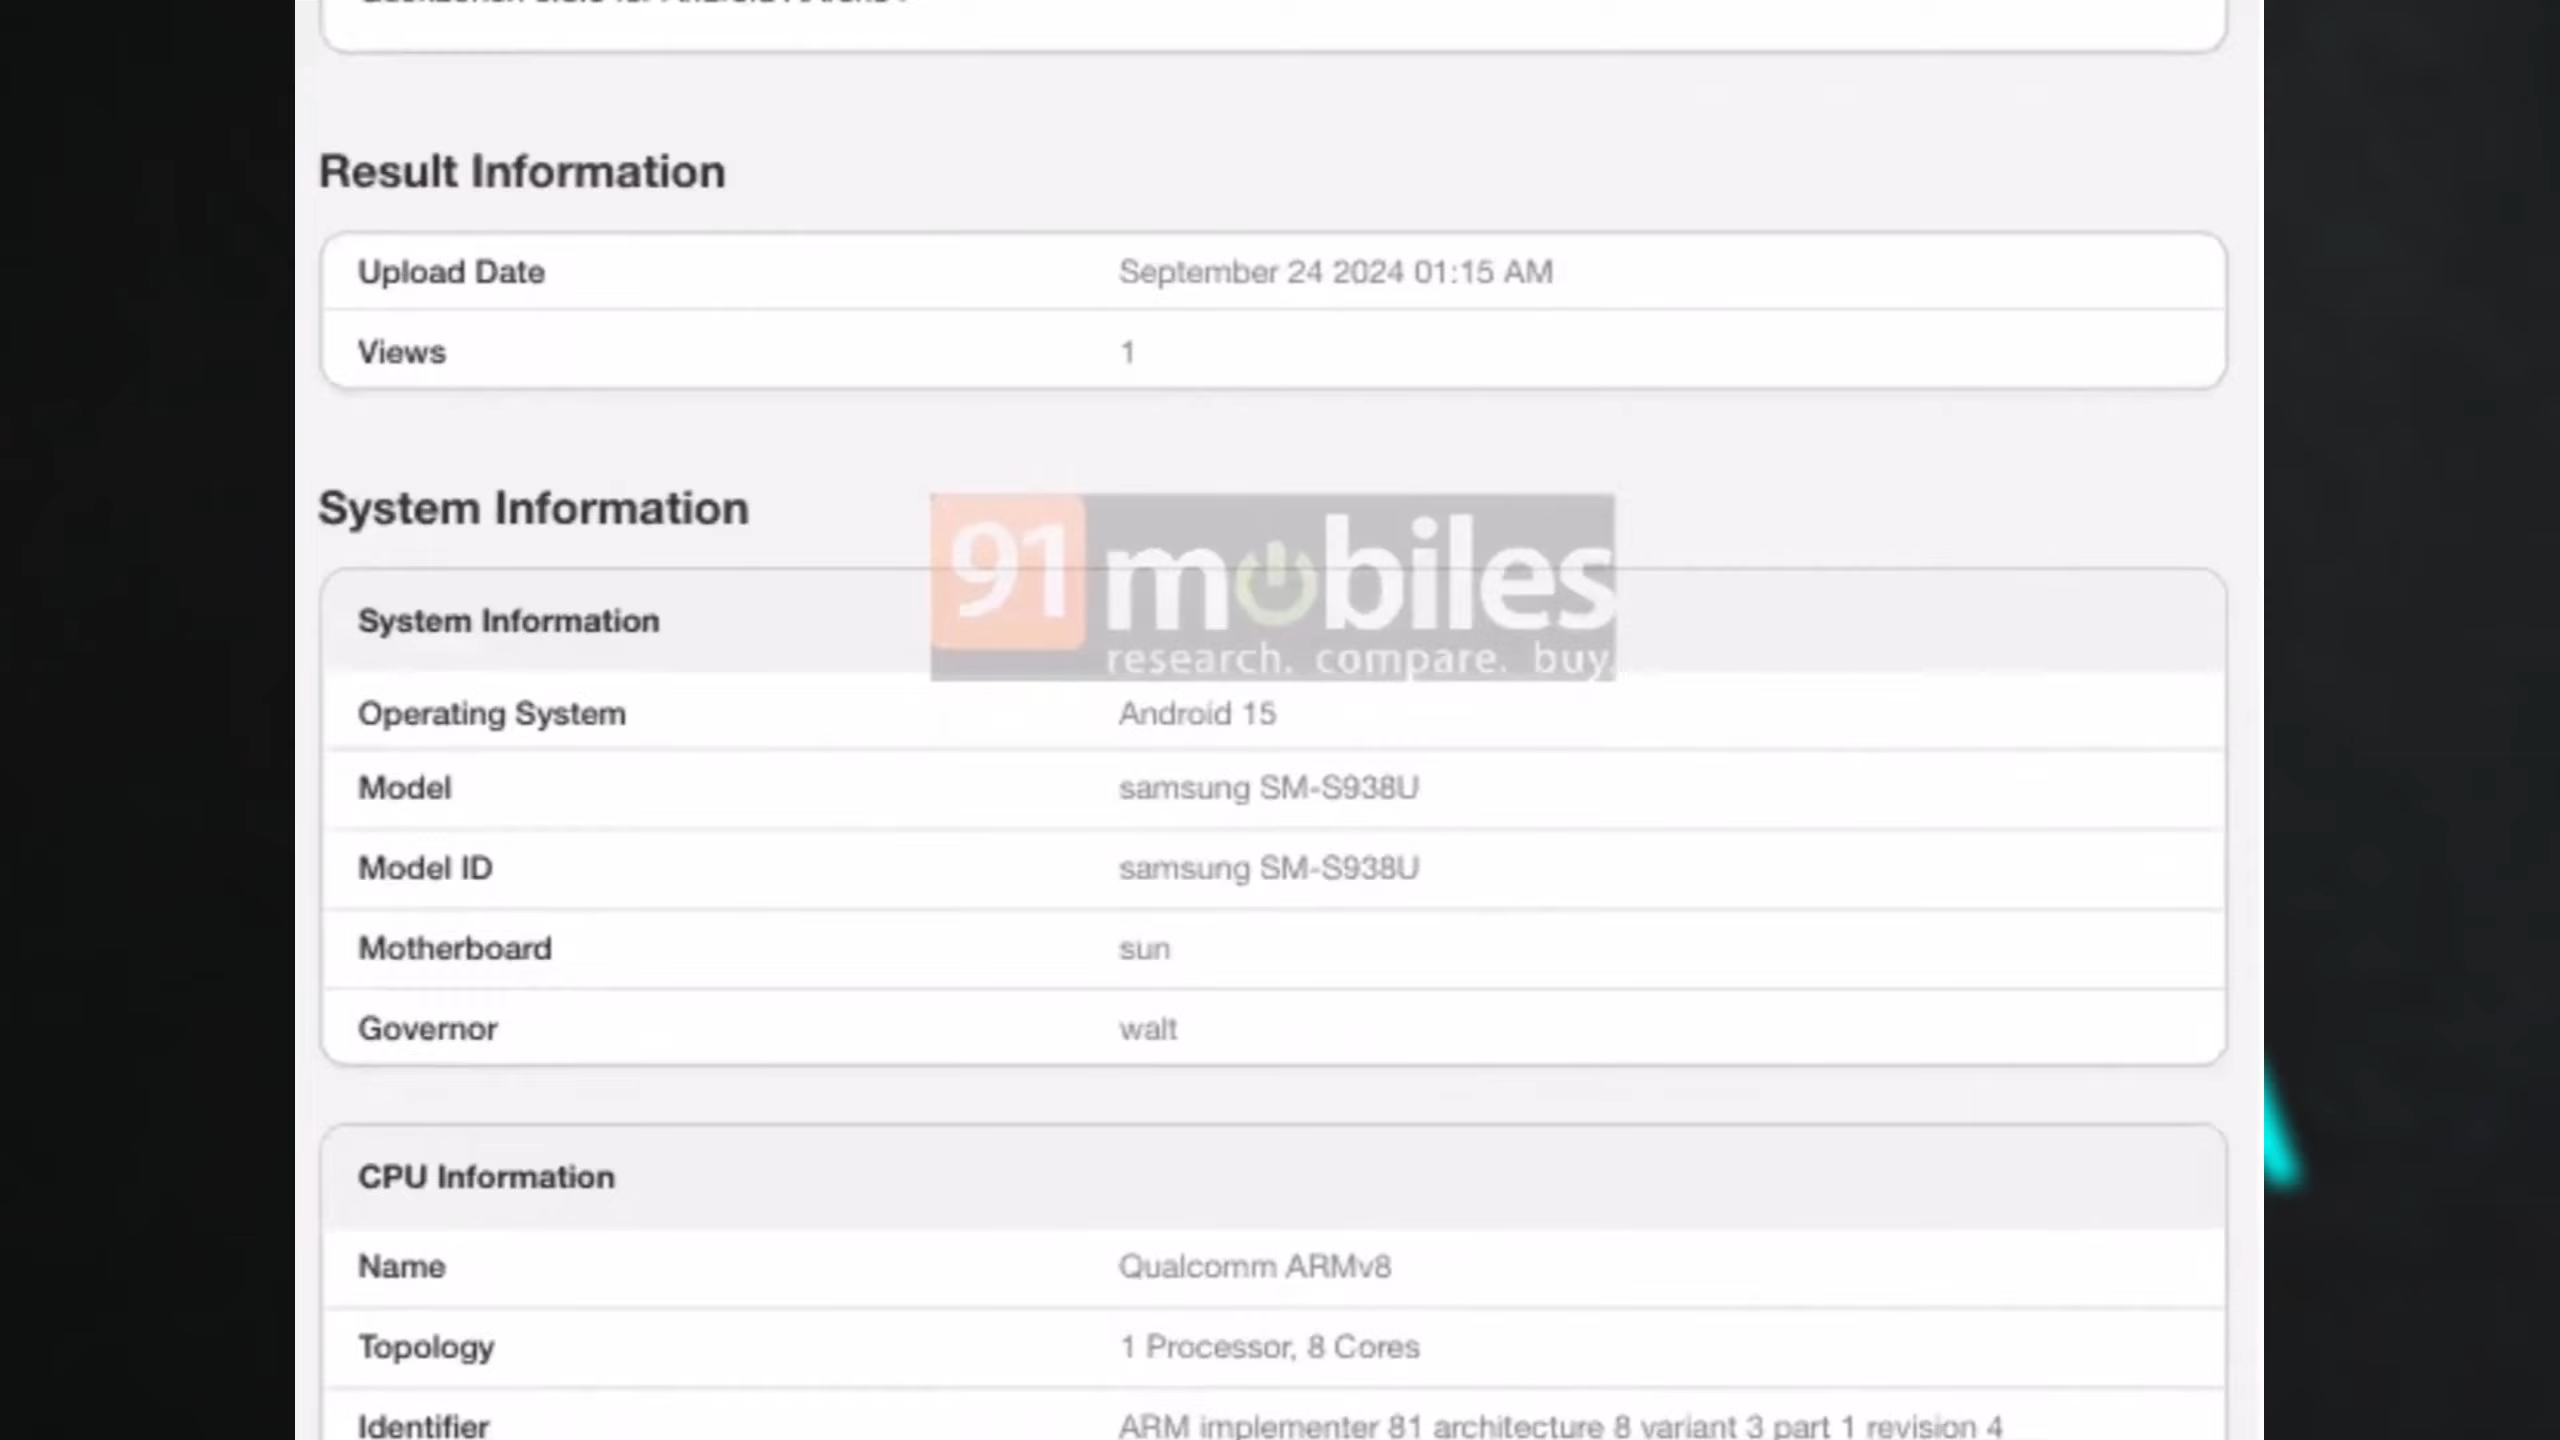 Result Information
Upload Date September 24 2024 01:15 AM
Views 1
System Information
91mobiles
research. compare. buy.
System Information
Operating System Android 15
Model samsung SM-S938U
Model ID samsung SM-S938U
Motherboard sun
Governor walt
CPU Information
Name Qualcomm ARMv8
Topology 1 Processor, 8 Cores
Identifier ARM implementer 81 architecture 8 variant 3 part 1 revision 4